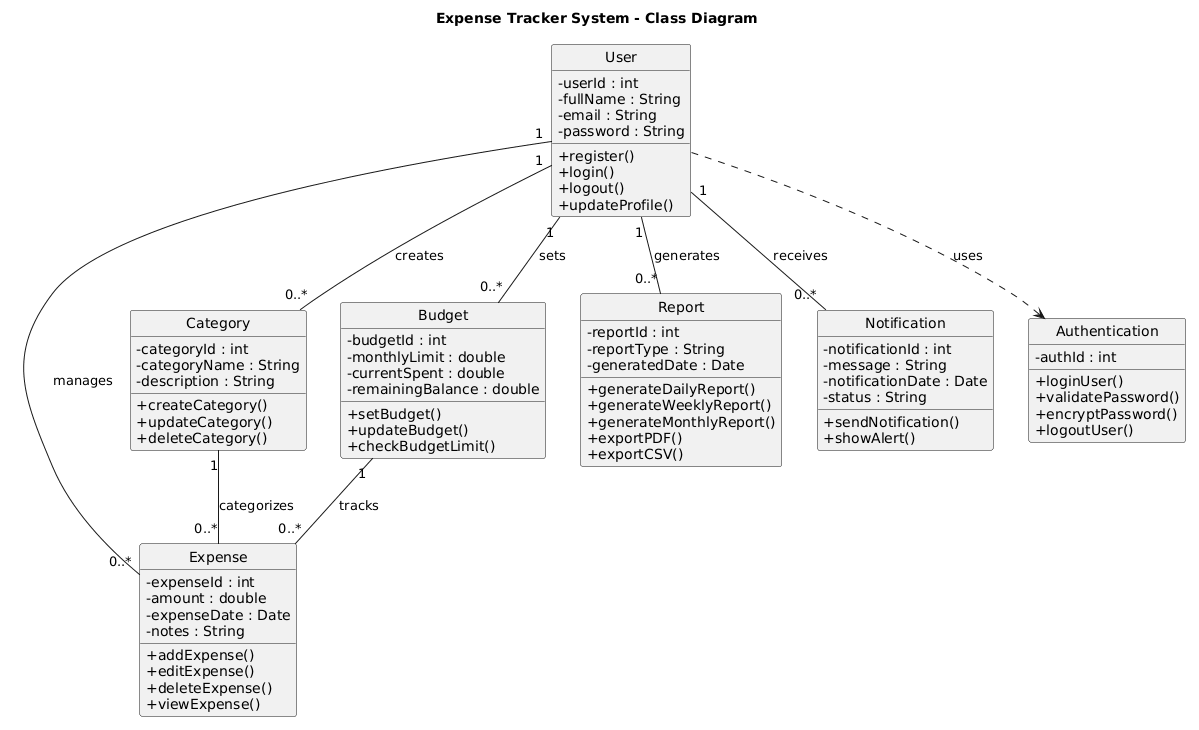 Expense Tracker System - Class Diagram
User
-userId : int
-fullName : String
-email : String
-password : String
+register()
+login()
+logout()
+updateProfile()
1
1
1
1
1
creates
sets
generates
receives
uses
0..*
0..*
0..*
0..*
manages
Category
-categoryId : int
-categoryName : String
-description : String
+createCategory()
+updateCategory()
+deleteCategory()
Budget
-budgetId : int
-monthlyLimit : double
-currentSpent : double
-remainingBalance : double
+setBudget()
+updateBudget()
+checkBudgetLimit()
Report
-reportId : int
-reportType : String
-generatedDate : Date
+generateDailyReport()
+generateWeeklyReport()
+generateMonthlyReport()
+exportPDF()
+exportCSV()
Notification
-notificationId : int
-message : String
-notificationDate : Date
-status : String
+sendNotification()
+showAlert()
Authentication
-authId : int
+loginUser()
+validatePassword()
+encryptPassword()
+logoutUser()
1
1
categorizes
tracks
0..*
0..*
0..*
Expense
-expenseId : int
-amount : double
-expenseDate : Date
-notes : String
+addExpense()
+editExpense()
+deleteExpense()
+viewExpense()